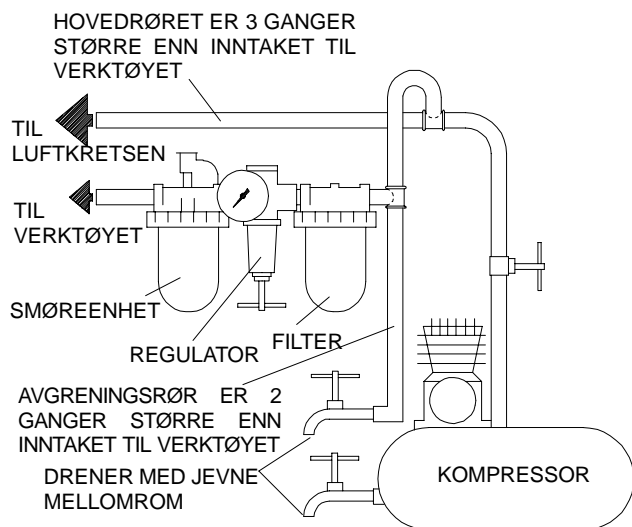 HOVEDRØRET ER 3 GANGER
STØRRE ENN INNTAKET TIL
VERKTØYET
TIL
LUFTKRETSEN
TIL
VERKTØYET
SMØREENHET
REGULATOR
FILTER
AVGRENINGSRØR ER 2
GANGER STØRRE ENN
INNTAKET TIL VERKTØYET
DRENER MED JEVNE
MELLOMROM
KOMPRESSOR